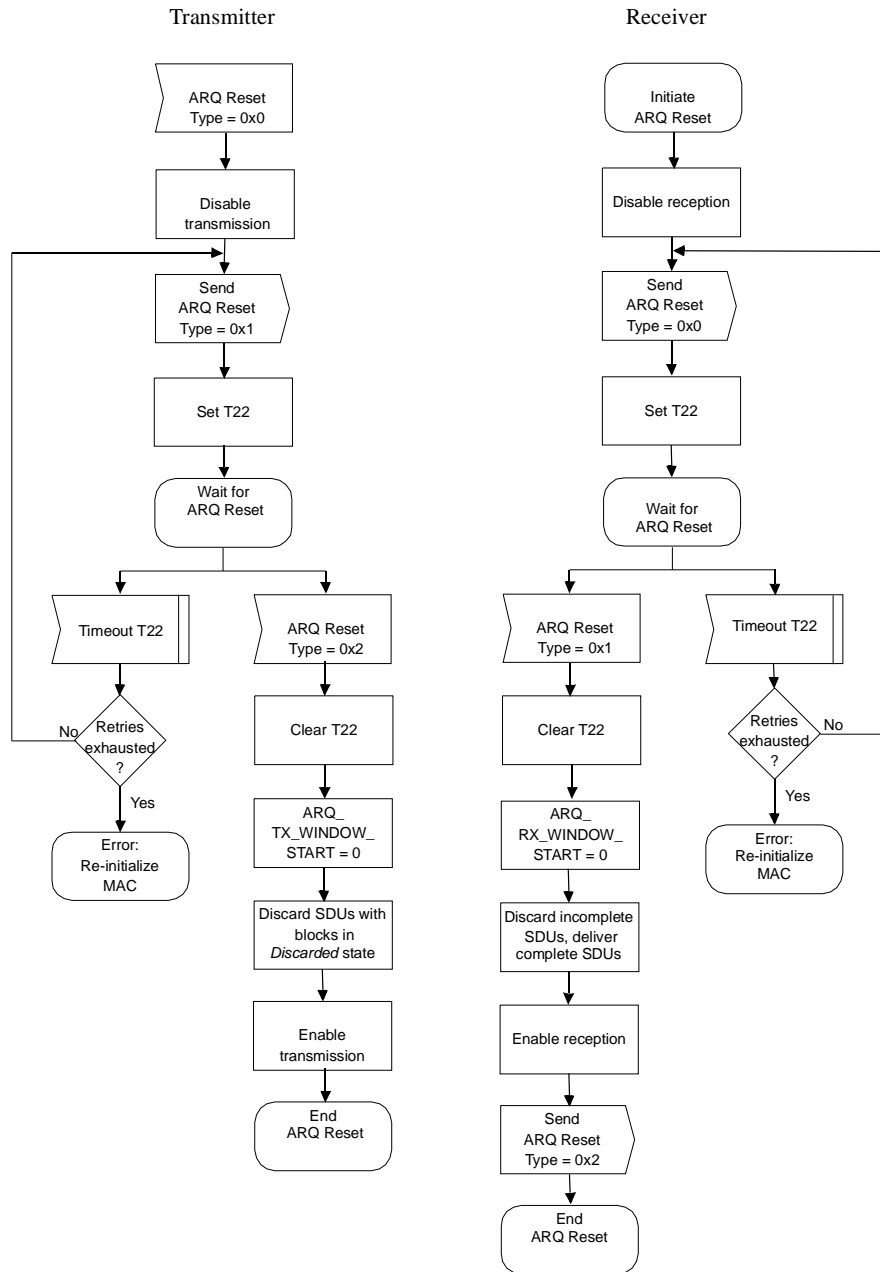 Transmitter
ARQ Reset
Type = 0x0
Disable
transmission
Send
ARQ Reset
Type = 0x1
Set T22
Wait for
ARQ Reset
Timeout T22
ARQ Reset
Type = 0x2
No
Retries
exhausted
?
Yes
Error:
Re-initialize
MAC
Clear T22
ARQ_
TX_WINDOW_
START = 0
Discard SDUs with
blocks in
Discarded state
Enable
transmission
End
ARQ Reset
Receiver
Initiate
ARQ Reset
Disable reception
Send
ARQ Reset
Type = 0x0
Set T22
Wait for
ARQ Reset
ARQ Reset
Type = 0x1
Timeout T22
Clear T22
ARQ_
RX_WINDOW_
START = 0
Discard incomplete
SDUs, deliver
complete SDUs
Enable reception
Send
ARQ Reset
Type = 0x2
End
ARQ Reset
Retries
exhausted
?
No
Yes
Error:
Re-initialize
MAC